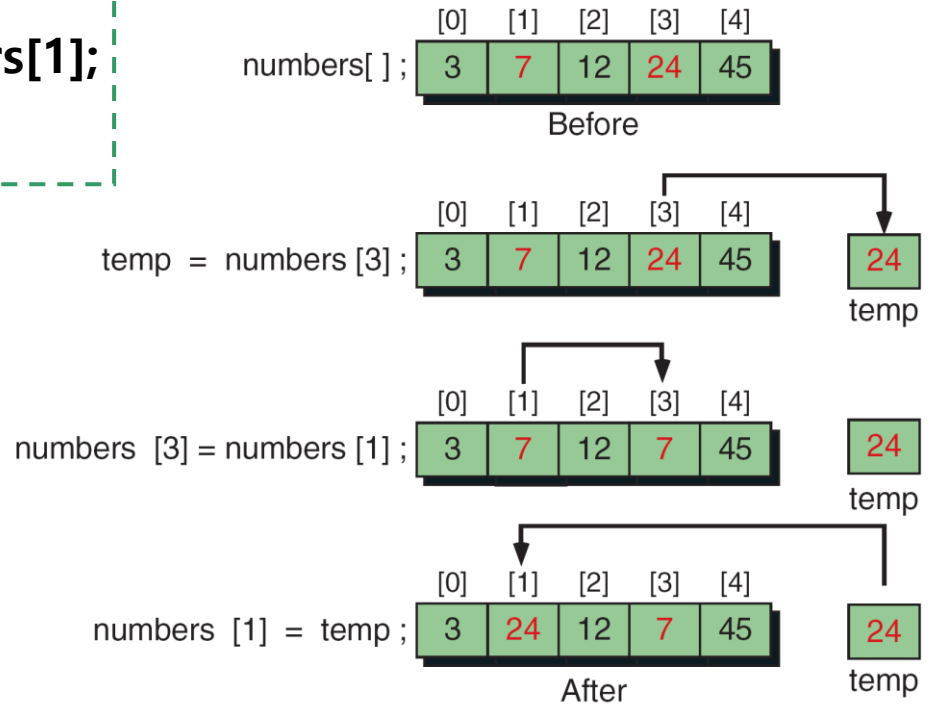 rs[1];
[0] [1] [2] [3] [4]
numbers[ ] ; 3 7 12 24 45
Before
[0] [1] [2] [3] [4]
temp = numbers [3] ; 3 7 12 24 45 24
temp
[0] [1] [2] [3] [4]
numbers [3] = numbers [1] ; 3 7 12 7 45 24
temp
[0] [1] [2] [3] [4]
numbers [1] = temp ; 3 24 12 7 45 24
After temp